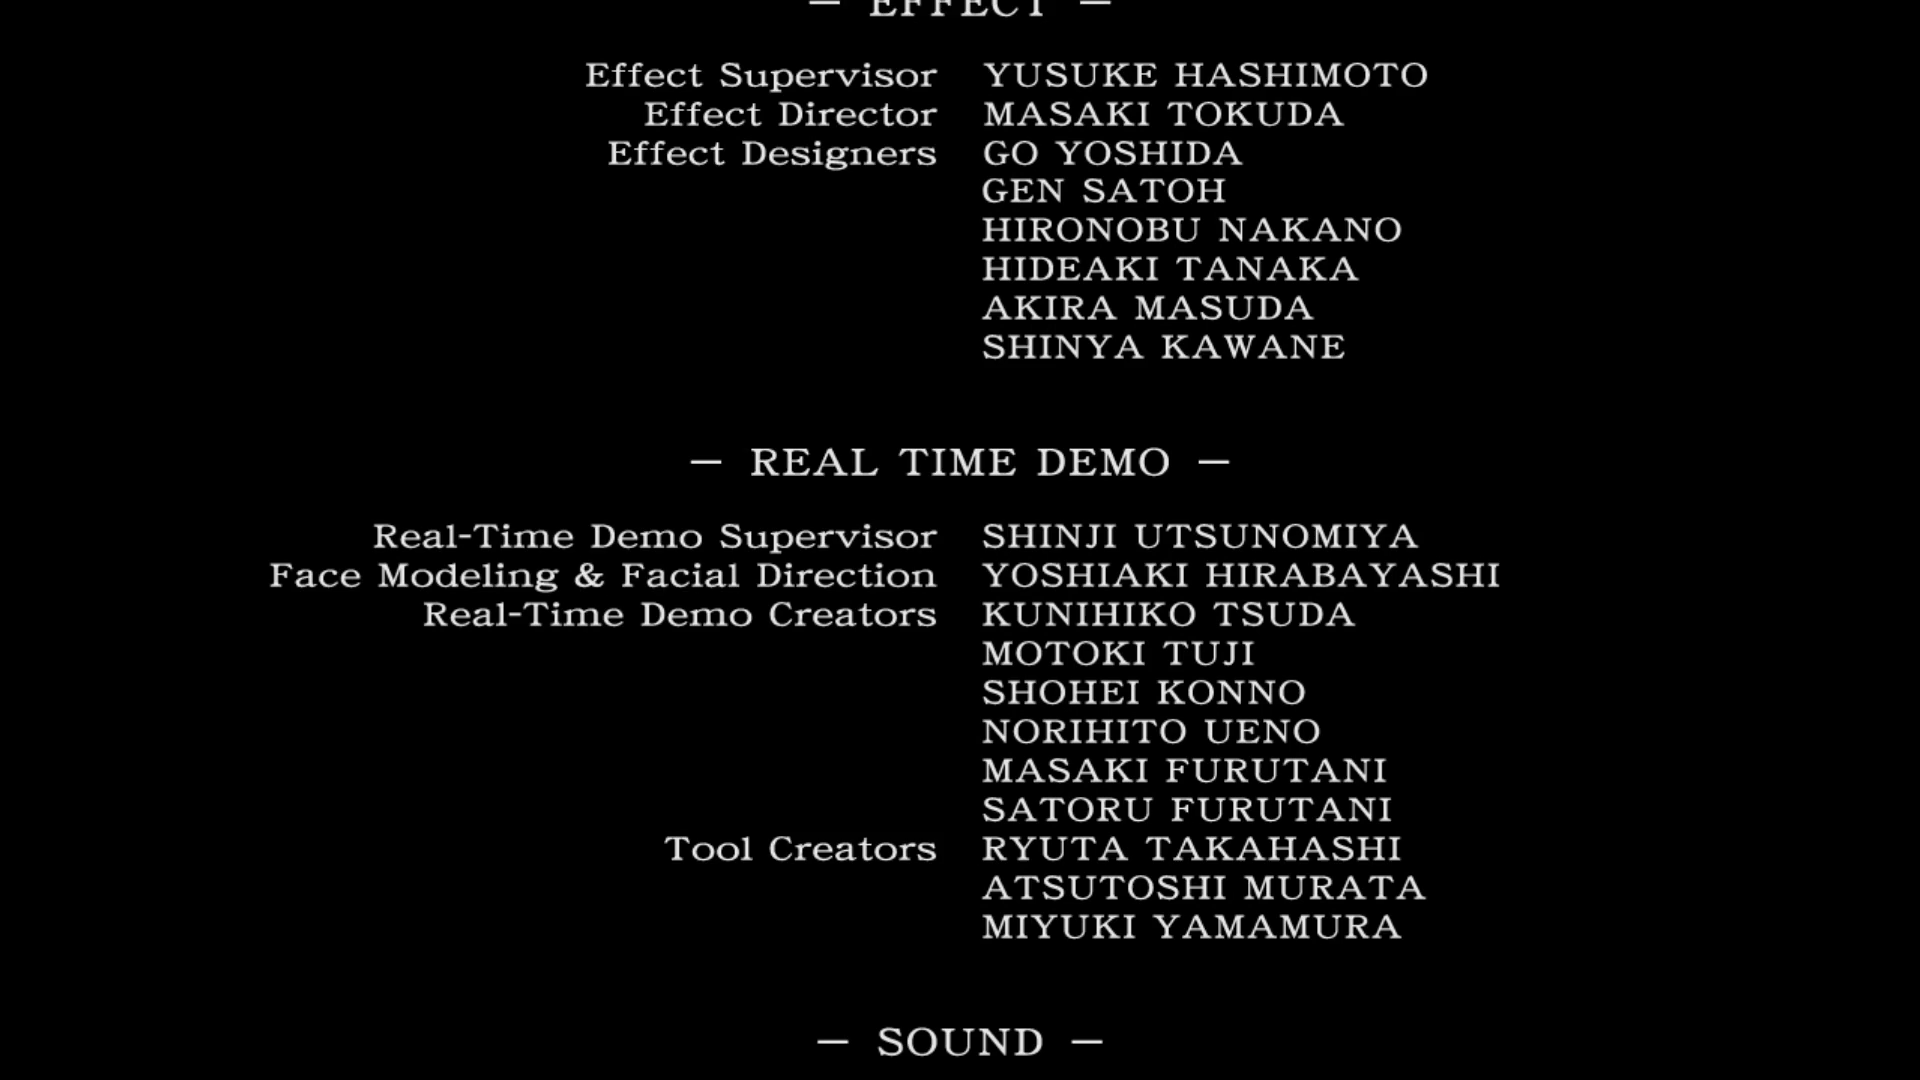 — EFFECT —
Effect Supervisor YUSUKE HASHIMOTO
Effect Director MASAKI TOKUDA
Effect Designers GO YOSHIDA
GEN SATOH
HIRONOBU NAKANO
HIDEAKI TANAKA
AKIRA MASUDA
SHINYA KAWANE
— REAL TIME DEMO —
Real-Time Demo Supervisor SHINJI UTSUNOMIYA
Face Modeling & Facial Direction YOSHIAKI HIRABAYASHI
Real-Time Demo Creators KUNIHIKO TSUDA
MOTOKI TUJI
SHOHEI KONNO
NORIHITO UENO
MASAKI FURUTANI
SATORU FURUTANI
Tool Creators RYUTA TAKAHASHI
ATSUTOSHI MURATA
MIYUKI YAMAMURA
— SOUND —